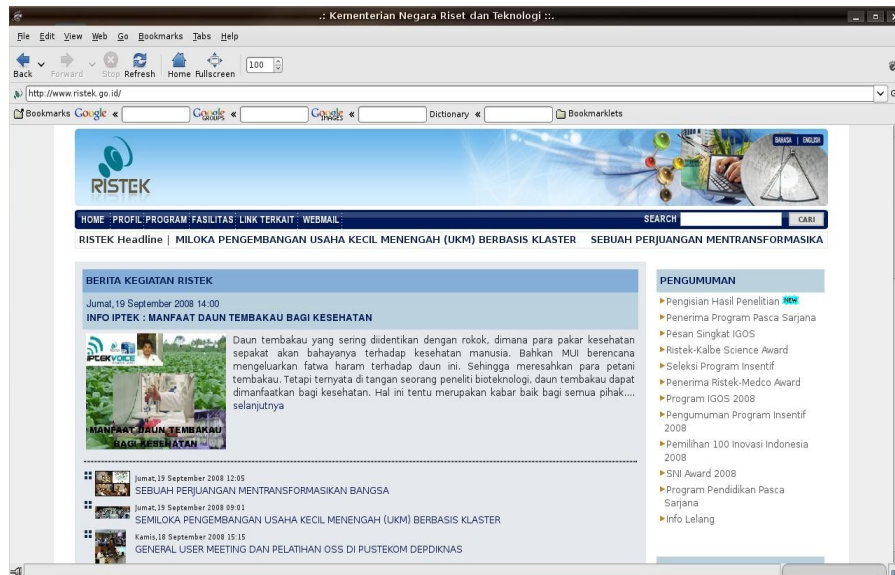 .: Kementerian Negara Riset dan Teknologi ::.
File Edit View Web Go Bookmarks Tabs Help
Back Forward Stop Refresh Home Fullscreen 100
http://www.ristek.go.id/
Bookmarks Google « Google GROUPS « Google IMAGES « Dictionary « Bookmarklets
BAHASA | ENGLISH
RISTEK
HOME PROFIL PROGRAM FASILITAS LINK TERKAIT WEBMAIL SEARCH CARI
RISTEK Headline | MILOKA PENGEMBANGAN USAHA KECIL MENENGAH (UKM) BERBASIS KLASTER SEBUAH PERJUANGAN MENTRANSFORMASIKA
BERITA KEGIATAN RISTEK
Jumat,19 September 2008 14:00
INFO IPTEK : MANFAAT DAUN TEMBAKAU BAGI KESEHATAN
IPTEKVOICE
MANFAAT DAUN TEMBAKAU
BAGI KESEHATAN
Daun tembakau yang sering diidentikan dengan rokok, dimana para pakar kesehatan
sepakat akan bahayanya terhadap kesehatan manusia. Bahkan MUI berencana
mengeluarkan fatwa haram terhadap daun ini. Sehingga meresahkan para petani
tembakau. Tetapi ternyata di tangan seorang peneliti bioteknologi, daun tembakau dapat
dimanfaatkan bagi kesehatan. Hal ini tentu merupakan kabar baik bagi semua pihak....
selanjutnya
Jumat,19 September 2008 12:05
SEBUAH PERJUANGAN MENTRANSFORMASIKAN BANGSA
Jumat,19 September 2008 09:01
SEMILOKA PENGEMBANGAN USAHA KECIL MENENGAH (UKM) BERBASIS KLASTER
Kamis,18 September 2008 15:15
GENERAL USER MEETING DAN PELATIHAN OSS DI PUSTEKOM DEPDIKNAS
PENGUMUMAN
Pengisian Hasil Penelitian NEW
Penerima Program Pasca Sarjana
Pesan Singkat IGOS
Ristek-Kalbe Science Award
Seleksi Program Insentif
Penerima Ristek-Medco Award
Program IGOS 2008
Pengumuman Program Insentif
2008
Pemilihan 100 Inovasi Indonesia
2008
SNI Award 2008
Program Pendidikan Pasca
Sarjana
Info Lelang